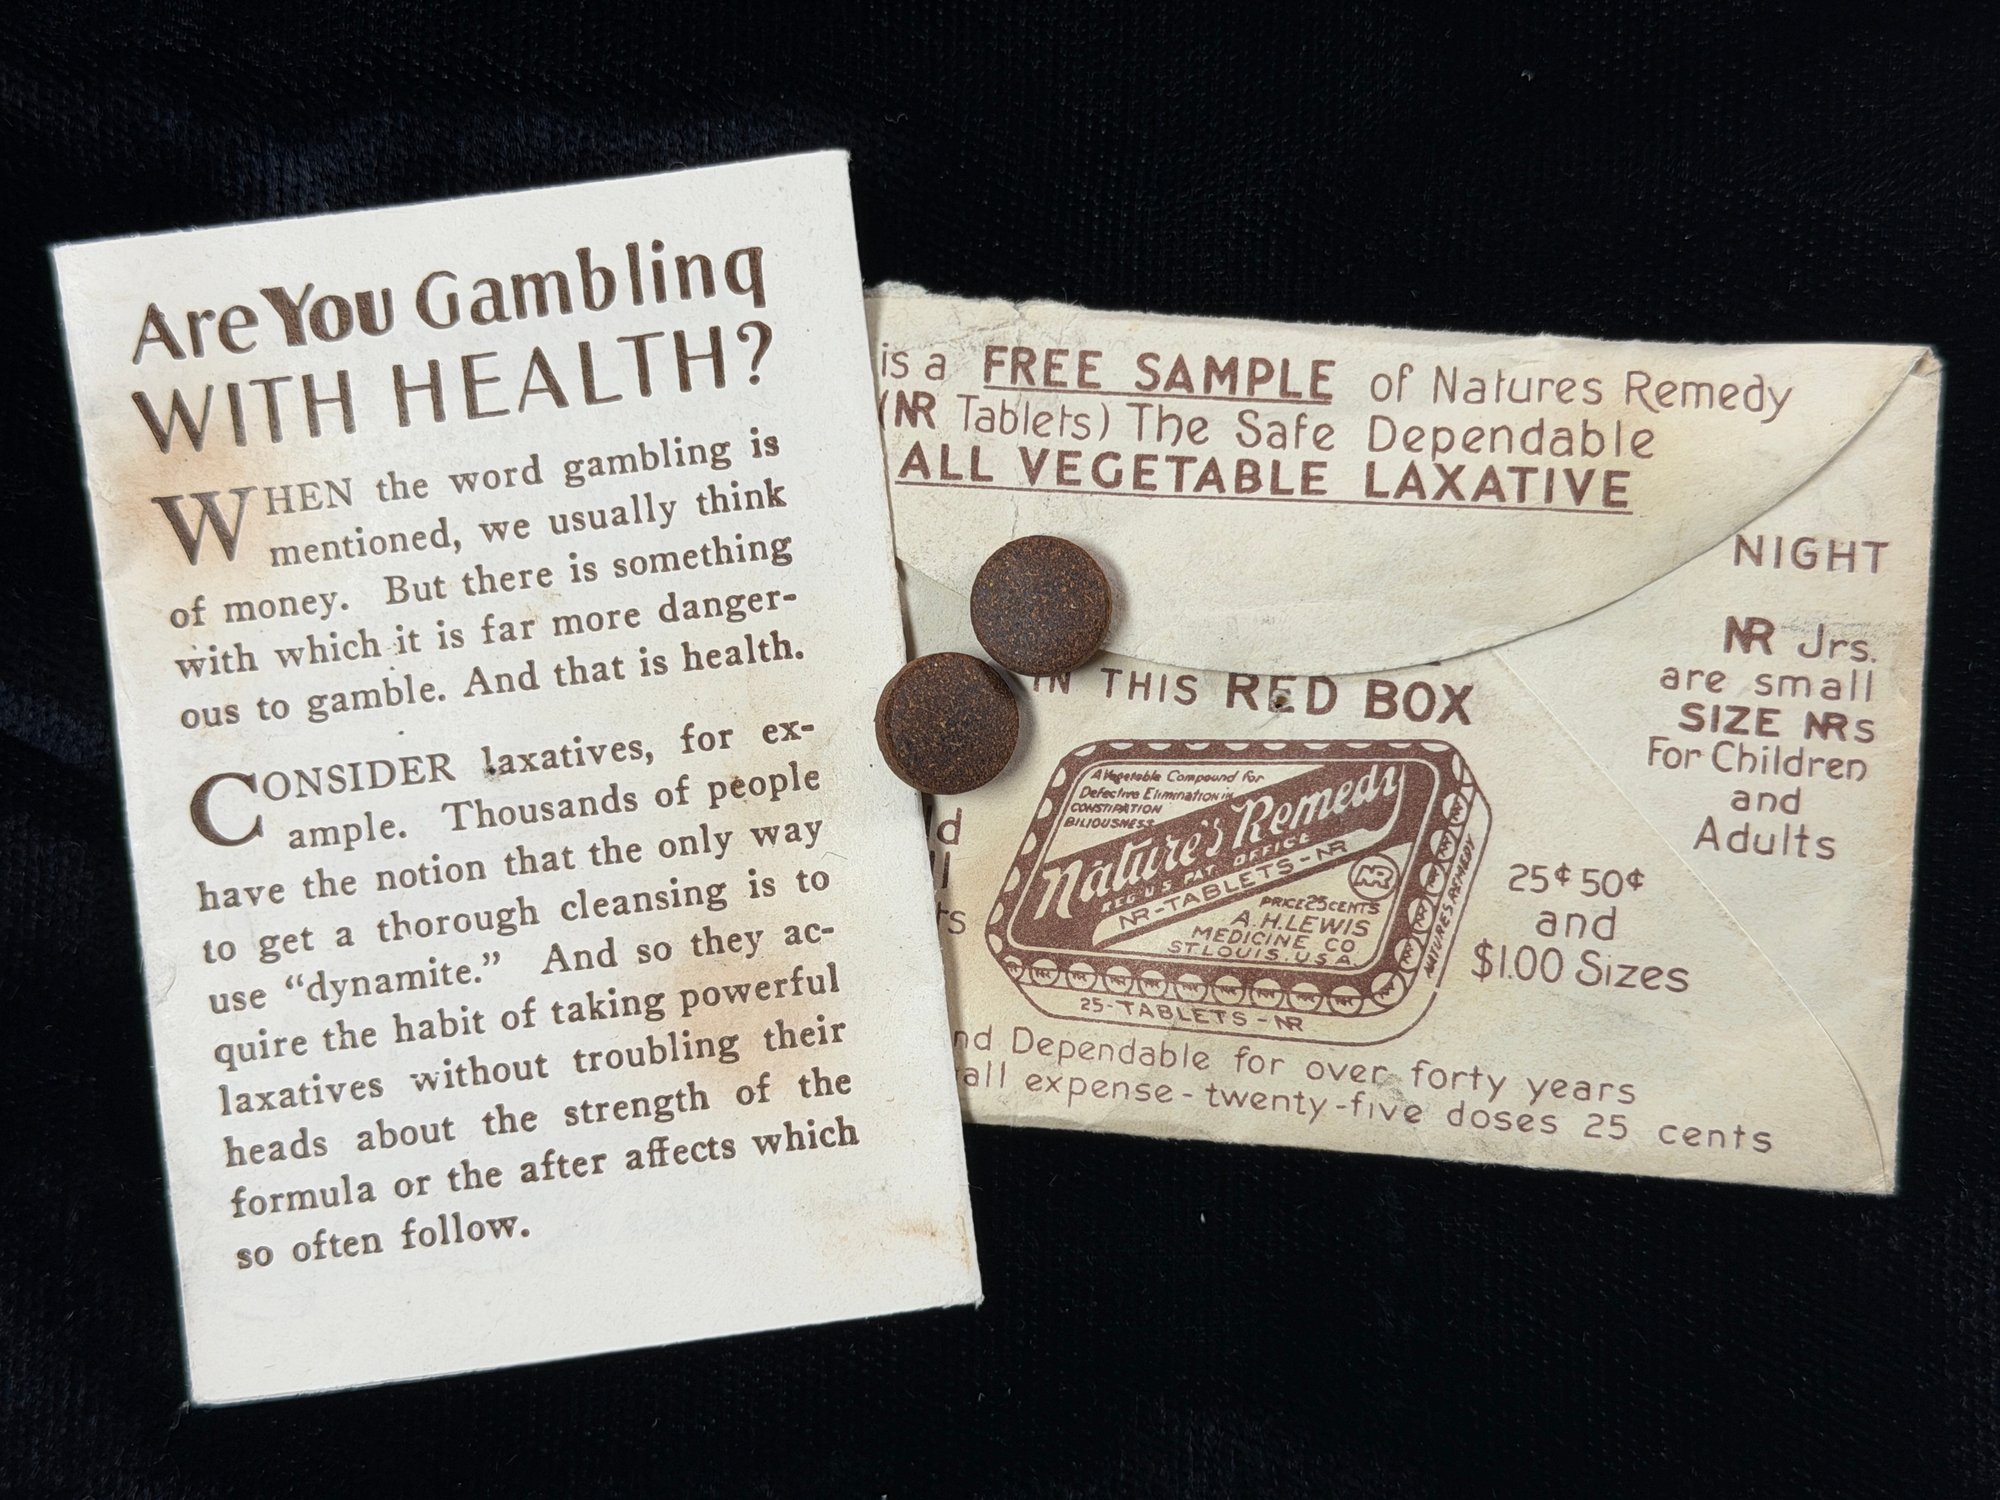 Are You Gambling
WITH HEALTH?
WHEN the word gambling is
mentioned, we usually think
of money. But there is something
with which it is far more danger-
ous to gamble. And that is health.
CONSIDER laxatives, for ex-
ample. Thousands of people
have the notion that the only way
to get a thorough cleansing is to
use “dynamite.” And so they ac-
quire the habit of taking powerful
laxatives without troubling their
heads about the strength of the
formula or the after affects which
so often follow.
is a FREE SAMPLE of Natures Remedy
(NR Tablets) The Safe Dependable
ALL VEGETABLE LAXATIVE
NIGHT
NR Jrs.
are small
SIZE NRs
For Children
and
Adults
IN THIS RED BOX
A Vegetable Compound for
Defective Elimination in
CONSTIPATION
BILIOUSNESS
Nature's Remedy
REG. U.S. PAT. OFFICE
NR-TABLETS-NR
NR
PRICE 25 CENTS
A.H. LEWIS
MEDICINE CO
ST. LOUIS, U.S.A.
NATURES REMEDY
25-TABLETS-NR
25¢ 50¢
and
$1.00 Sizes
nd Dependable for over forty years
all expense - twenty-five doses 25 cents